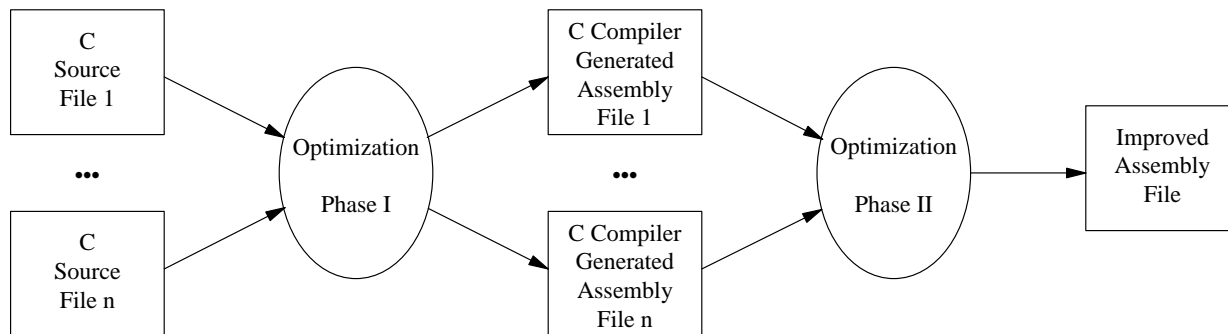 C
Source
File 1
•••
C
Source
File n
Optimization
Phase I
C Compiler
Generated
Assembly
File 1
•••
C Compiler
Generated
Assembly
File n
Optimization
Phase II
Improved
Assembly
File